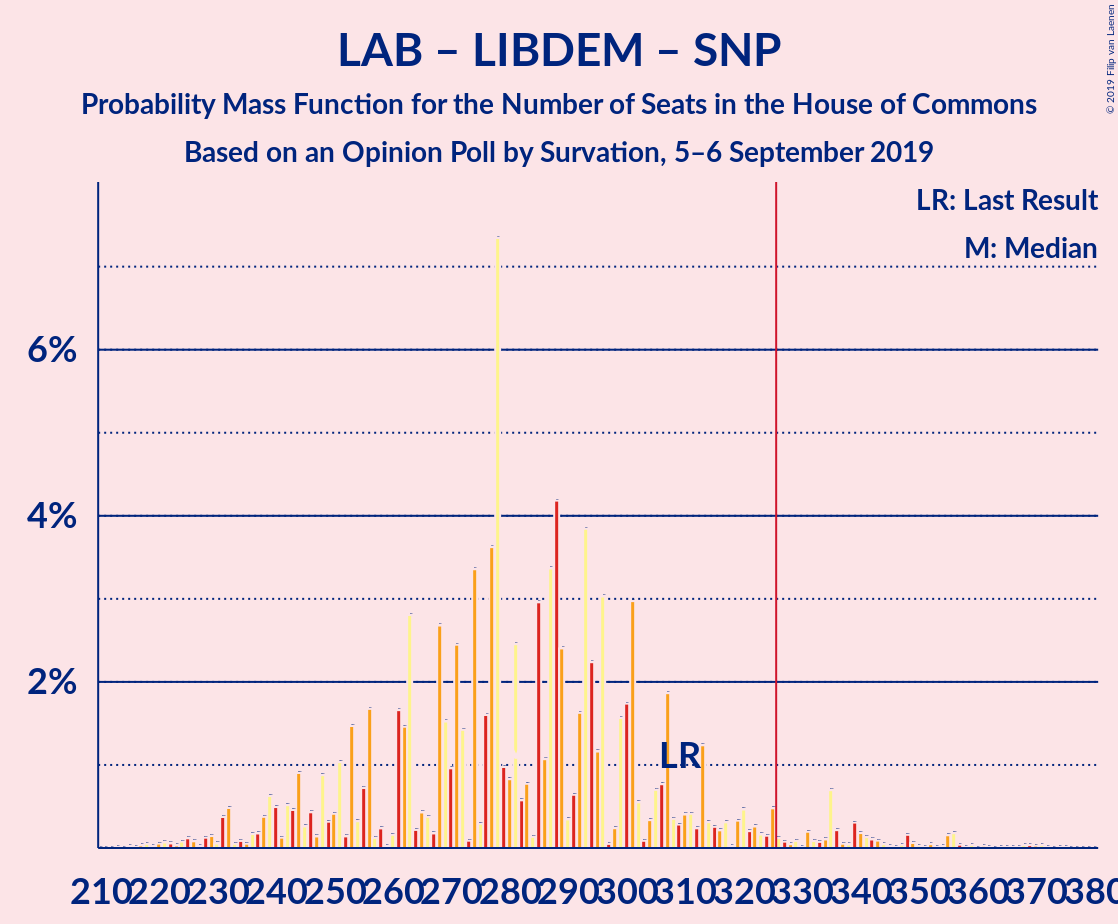 LAB – LIBDEM – SNP
Probability Mass Function for the Number of Seats in the House of Commons
Based on an Opinion Poll by Survation, 5–6 September 2019
© 2019 Filip van Laenen
LR: Last Result
M: Median
6%
4%
2%
LR
210 220 230 240 250 260 270 280 290 300 310 320 330 340 350 360 370 380